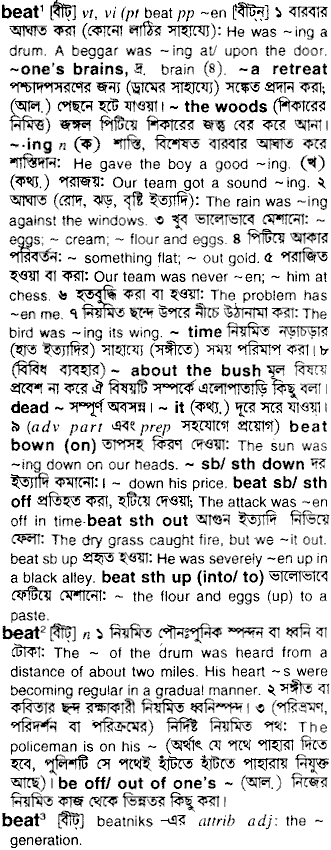 beat¹ [বীট্] vt, vi (pt beat pp ~en [বীট্‌ন্] ১ বারবার
আঘাত করা (কোনো লাঠির সাহায্যে): He was ~ing a
drum. A beggar was ~ing at/ upon the door.
~one's brains, দ্র. brain (8). ~a retreat
পশ্চাদপসরণের জন্য (ড্রামের সাহায্যে) সঙ্কেত প্রদান করা;
(আল.) পেছনে হটে যাওয়া। ~ the woods (শিকারের
নিমিত্ত) জঙ্গল পিটিয়ে শিকারের জন্তু বের করে আনা।
~·ing n (ক) শাস্তি, বিশেষত বারবার আঘাত করে
শাস্তিদান: He gave the boy a good ~ing. (খ)
(কথ্য.) পরাজয়: Our team got a sound ~ing. ২
আঘাত (রোদ, ঝড়, বৃষ্টি ইত্যাদি): The rain was ~ing
against the windows. ৩ খুব ভালোভাবে মেশানো: ~
eggs; ~ cream; ~ flour and eggs. ৪ পিটিয়ে আকার
পরিবর্তন: ~ something flat; ~ out gold. ৫ পরাজিত
হওয়া বা করা: Our team was never ~en; ~ him at
chess. ৬ হতবুদ্ধি করা বা হওয়া: The problem has
~en me. ৭ নিয়মিত ছন্দে উপরে নীচে উঠানামা করা: The
bird was ~ing its wing. ~ time নিয়মিত নড়াচড়ার
(হাত ইত্যাদির) সাহায্যে (সঙ্গীতে) সময় পরিমাপ করা। ৮
(বিবিধ ব্যবহার) ~ about the bush মূল বিষয়ে
প্রবেশ না করে ঐ বিষয়টি সম্পর্কে এলোপাতাড়ি কিছু বলা।
dead ~ সম্পূর্ণ অবসন্ন। ~ it (কথ্য.) দূরে সরে যাওয়া।
৯ (adv part এবং prep সহযোগে প্রয়োগ) beat
bown (on) তাপসহ কিরণ দেওয়া: The sun was
~ing down on our heads. ~ sb/ sth down দর
ইত্যাদি কমানো।: ~ down his price. beat sb/ sth
off প্রতিহত করা, হটিয়ে দেওয়া: The attack was ~en
off in time. beat sth out আগুন ইত্যাদি নিভিয়ে
ফেলা: The dry grass caught fire, but we ~it out.
beat sb up প্রহৃত হওয়া: He was severely ~en up in
a black alley. beat sth up (into/ to) ভালোভাবে
ফেটিয়ে মেশানো: ~ the flour and eggs (up) to a
paste.
beat² [বীট্] n ১ নিয়মিত পৌনঃপুনিক স্পন্দন বা ধ্বনি বা
টোকা: The ~ of the drum was heard from a
distance of about two miles. His heart ~s were
becoming regular in a gradual manner. ২ সঙ্গীত বা
কবিতার ছন্দ রক্ষাকারী নিয়মিত ধ্বনিস্পন্দ। ৩ (পরিভ্রমণ,
পরিদর্শন বা পরিক্রমের) নির্দিষ্ট নিয়মিত পথ: The
policeman is on his ~ (অর্থাৎ যে পথে পাহারা দিতে
হবে, পুলিশটি সে পথেই হাঁটতে হাঁটতে পাহারায় নিযুক্ত
আছে)। be off/ out of one's ~ (আল.) নিজের
নিয়মিত কাজ থেকে ভিন্নতর কিছু করা।
beat³ [বীট্] beatniks -এর attrib adj: the ~
generation.